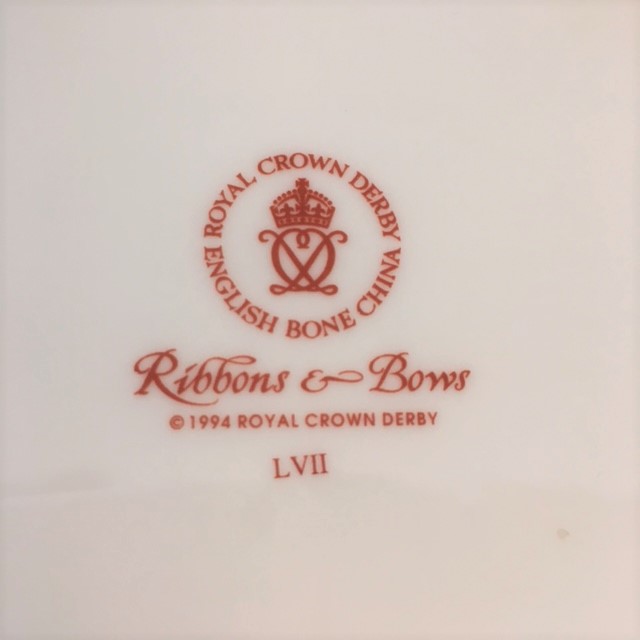 ROYAL CROWN DERBY
ENGLISH BONE CHINA
Ribbons & Bows
© 1994 ROYAL CROWN DERBY
LVII